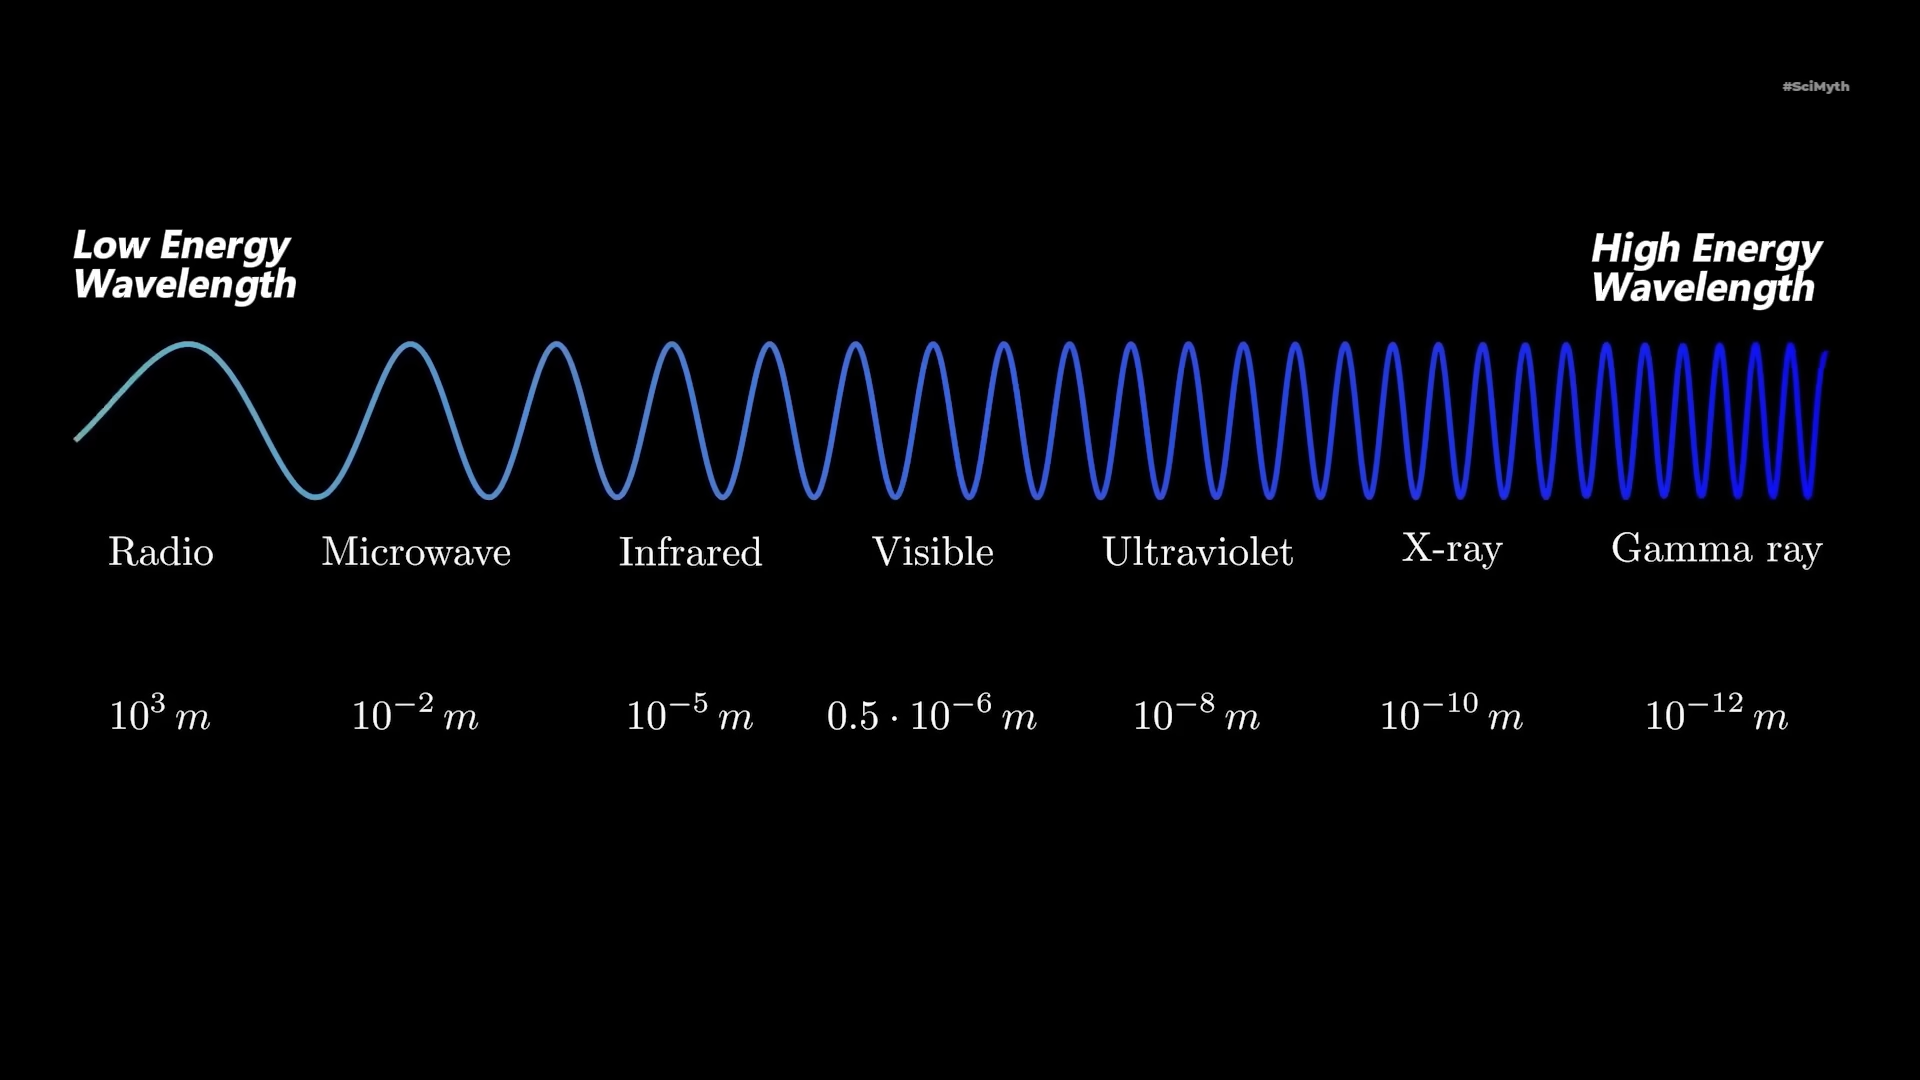 #SciMyth
Low Energy
Wavelength
High Energy
Wavelength
Radio Microwave Infrared Visible Ultraviolet X-ray Gamma ray
10³ m 10⁻² m 10⁻⁵ m 0.5 · 10⁻⁶ m 10⁻⁸ m 10⁻¹⁰ m 10⁻¹² m